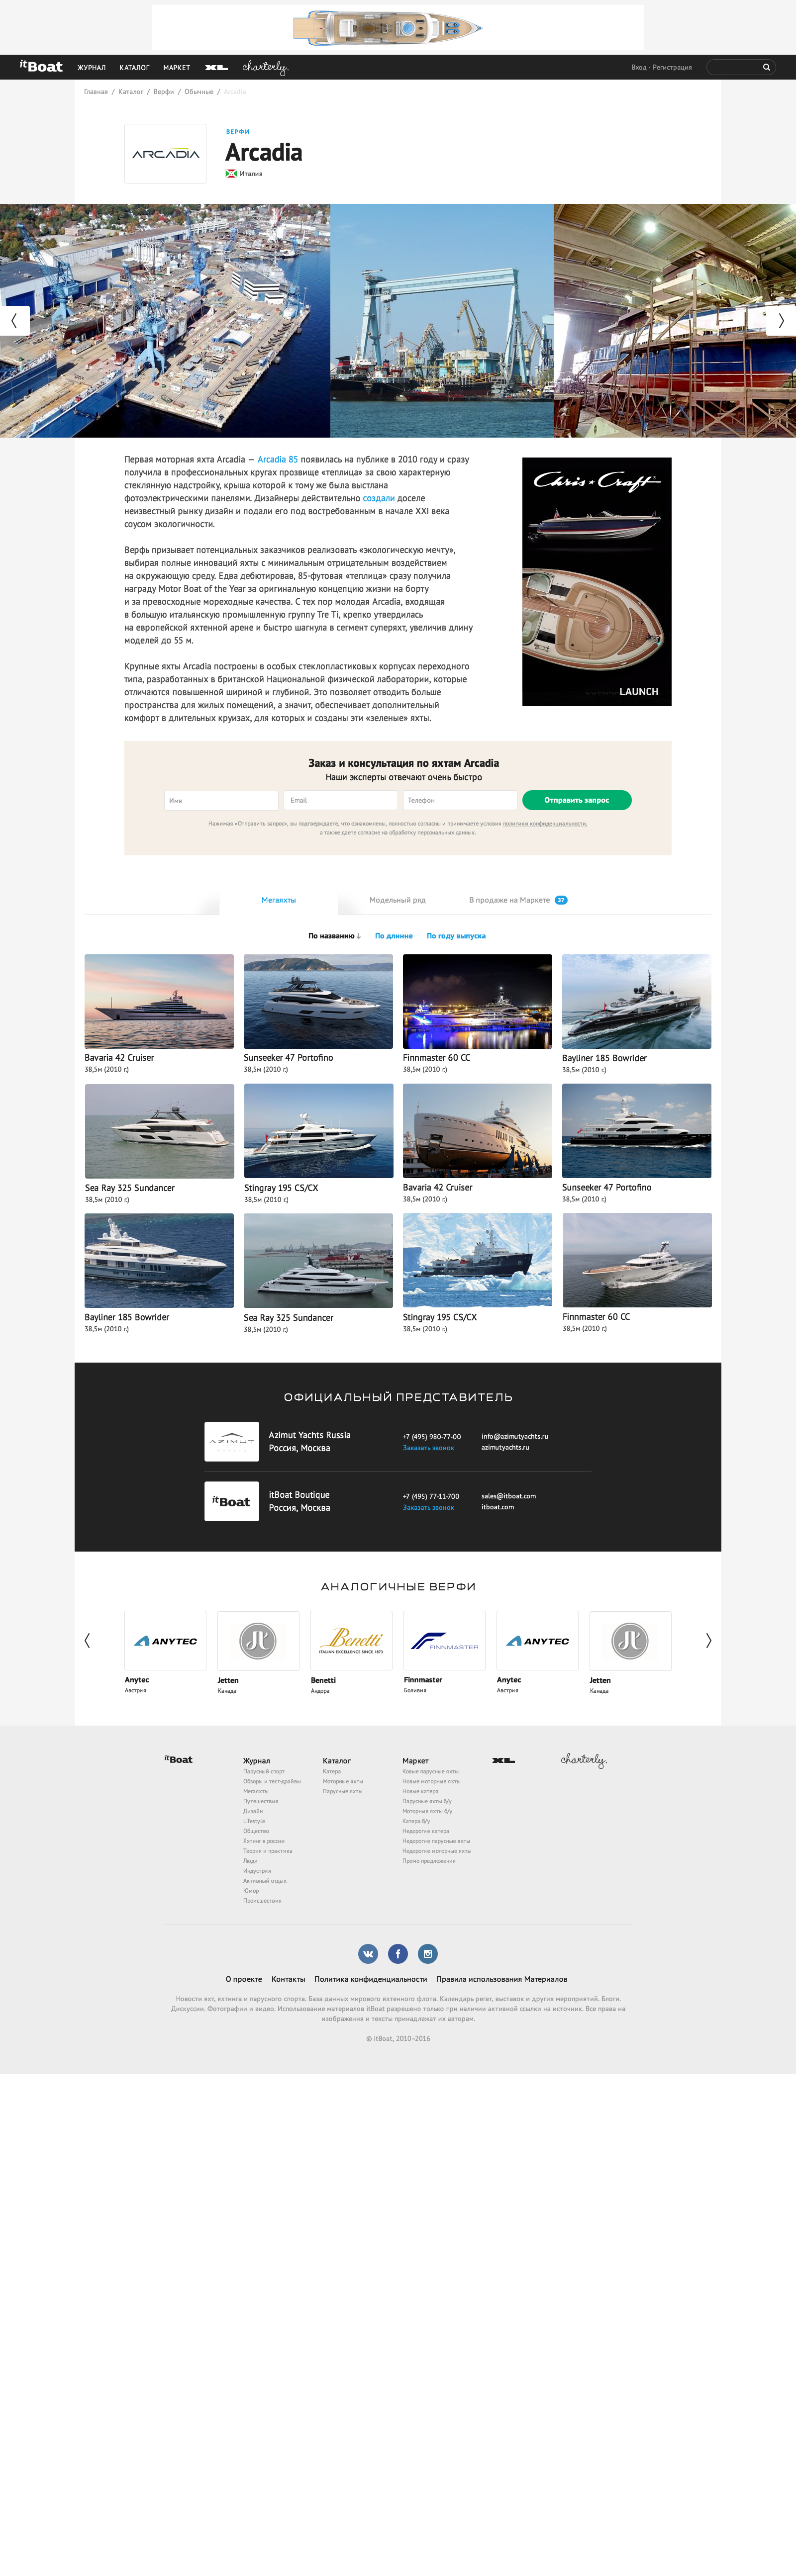 itBoat ЖУРНАЛ КАТАЛОГ МАРКЕТ XL charterly. Вход · Регистрация
Главная / Каталог / Верфи / Обычные / Arcadia
ARCADIA
ВЕРФИ
Arcadia
Италия
Первая моторная яхта Arcadia — Arcadia 85 появилась на публике в 2010 году и сразу
получила в профессиональных кругах прозвище «теплица» за свою характерную
стеклянную надстройку, крыша которой к тому же была выстлана
фотоэлектрическими панелями. Дизайнеры действительно создали доселе
неизвестный рынку дизайн и подали его под востребованным в начале XXI века
соусом экологичности.
Верфь призывает потенциальных заказчиков реализовать «экологическую мечту»,
выбирая полные инноваций яхты с минимальным отрицательным воздействием
на окружающую среду. Едва дебютировав, 85-футовая «теплица» сразу получила
награду Motor Boat of the Year за оригинальную концепцию жизни на борту
и за превосходные мореходные качества. С тех пор молодая Arcadia, входящая
в большую итальянскую промышленную группу Tre Ti, крепко утвердилась
на европейской яхтенной арене и быстро шагнула в сегмент суперяхт, увеличив длину
моделей до 55 м.
Крупные яхты Arcadia построены в особых стеклопластиковых корпусах переходного
типа, разработанных в британской Национальной физической лаборатории, которые
отличаются повышенной шириной и глубиной. Это позволяет отводить больше
пространства для жилых помещений, а значит, обеспечивает дополнительный
комфорт в длительных круизах, для которых и созданы эти «зеленые» яхты.
Chris★Craft®
LAUNCH
Заказ и консультация по яхтам Arcadia
Наши эксперты отвечают очень быстро
Имя Email Телефон Отправить запрос
Нажимая «Отправить запрос», вы подтверждаете, что ознакомлены, полностью согласны и принимаете условия политики конфиденциальности,
а также даете согласие на обработку персональных данных.
Мегаяхты Модельный ряд В продаже на Маркете 37
По названию ↓ По длинне По году выпуска
Bavaria 42 Cruiser Sunseeker 47 Portofino Finnmaster 60 CC Bayliner 185 Bowrider
38,5м (2010 г.) 38,5м (2010 г.) 38,5м (2010 г.) 38,5м (2010 г.)
Sea Ray 325 Sundancer Stingray 195 CS/CX Bavaria 42 Cruiser Sunseeker 47 Portofino
38,5м (2010 г.) 38,5м (2010 г.) 38,5м (2010 г.) 38,5м (2010 г.)
Bayliner 185 Bowrider Sea Ray 325 Sundancer Stingray 195 CS/CX Finnmaster 60 CC
38,5м (2010 г.) 38,5м (2010 г.) 38,5м (2010 г.) 38,5м (2010 г.)
ОФИЦИАЛЬНЫЙ ПРЕДСТАВИТЕЛЬ
AZIMUT
Azimut Yachts Russia +7 (495) 980-77-00 info@azimutyachts.ru
Россия, Москва Заказать звонок azimutyachts.ru
itBoat
itBoat Boutique +7 (495) 77-11-700 sales@itboat.com
Россия, Москва Заказать звонок itboat.com
АНАЛОГИЧНЫЕ ВЕРФИ
ANYTEC Jt Benetti FINNMASTER ANYTEC Jt
ITALIAN EXCELLENCE SINCE 1873
Anytec Jetten Benetti Finnmaster Anytec Jetten
Австрия Канада Андора Боливия Австрия Канада
itBoat Журнал Каталог Маркет XL charterly.
Парусный спорт Катера Новые парусные яхты
Обзоры и тест-драйвы Моторные яхты Новые моторные яхты
Мегаяхты Парусные яхты Новые катера
Путешествия Парусные яхты б/у
Дизайн Моторные яхты б/у
Lifestyle Катера б/у
Общество Недорогие катера
Яхтинг в россии Недорогие парусные яхты
Теория и практика Недорогие моторные яхты
Люди Промо предложения
Индустрия
Активный отдых
Юмор
Происшествия
О проекте Контакты Политика конфиденциальности Правила использования Материалов
Новости яхт, яхтинга и парусного спорта. База данных мирового яхтенного флота. Календарь регат, выставок и других мероприятий. Блоги.
Дискуссии. Фотографии и видео. Использование материалов itBoat разрешено только при наличии активной ссылки на источник. Все права на
изображения и тексты принадлежат их авторам.
© itBoat, 2010–2016